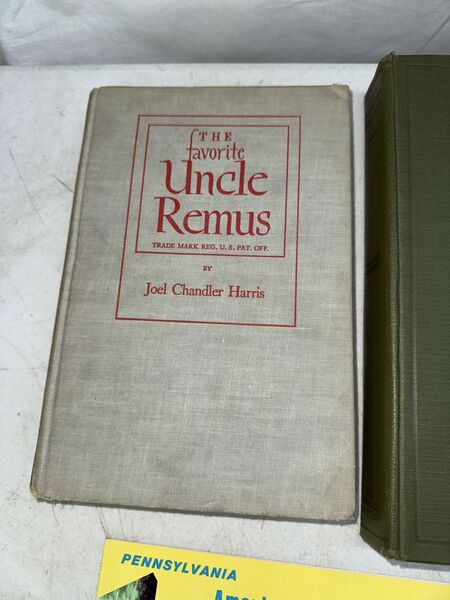 THE
favorite
Uncle
Remus
TRADE MARK REG. U. S. PAT. OFF.
BY
Joel Chandler Harris
PENNSYLVANIA